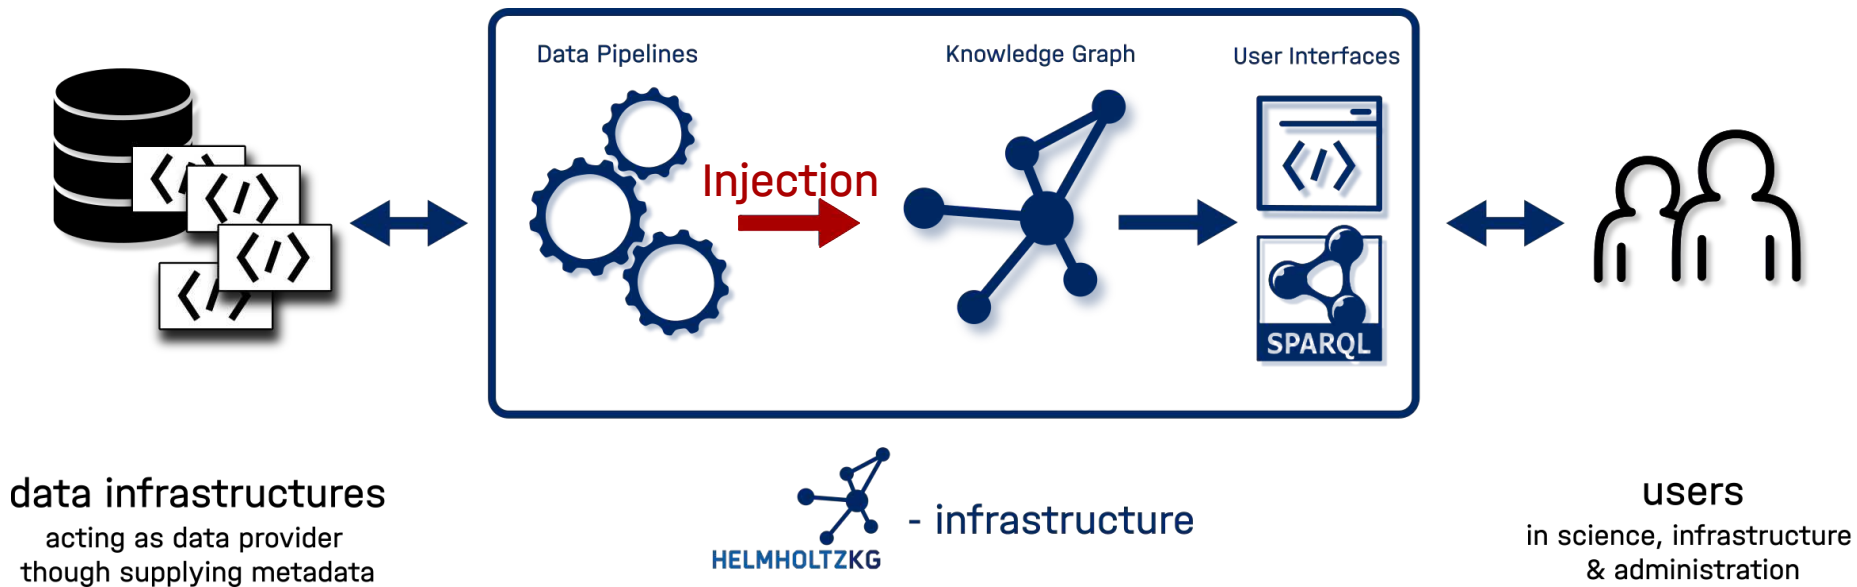 Data Pipelines
Knowledge Graph
User Interfaces
</>
</>
</>
</>
Injection
</>
SPARQL
data infrastructures
acting as data provider
though supplying metadata
HELMHOLTZKG
- infrastructure
users
in science, infrastructure
& administration